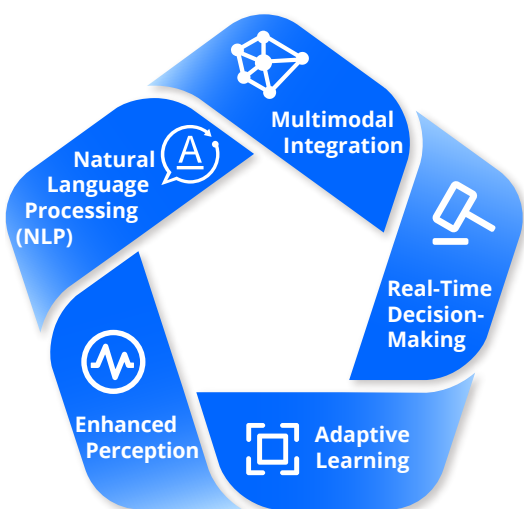 Multimodal
Integration
Real-Time
Decision-
Making
Adaptive
Learning
Enhanced
Perception
Natural
Language
Processing
(NLP)
A